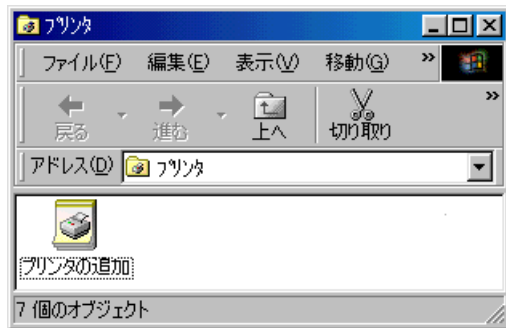 プリンタ
ファイル(F) 編集(E) 表示(V) 移動(G) »
戻る 進む 上へ 切り取り »
アドレス(D) プリンタ
プリンタの追加
7 個のオブジェクト